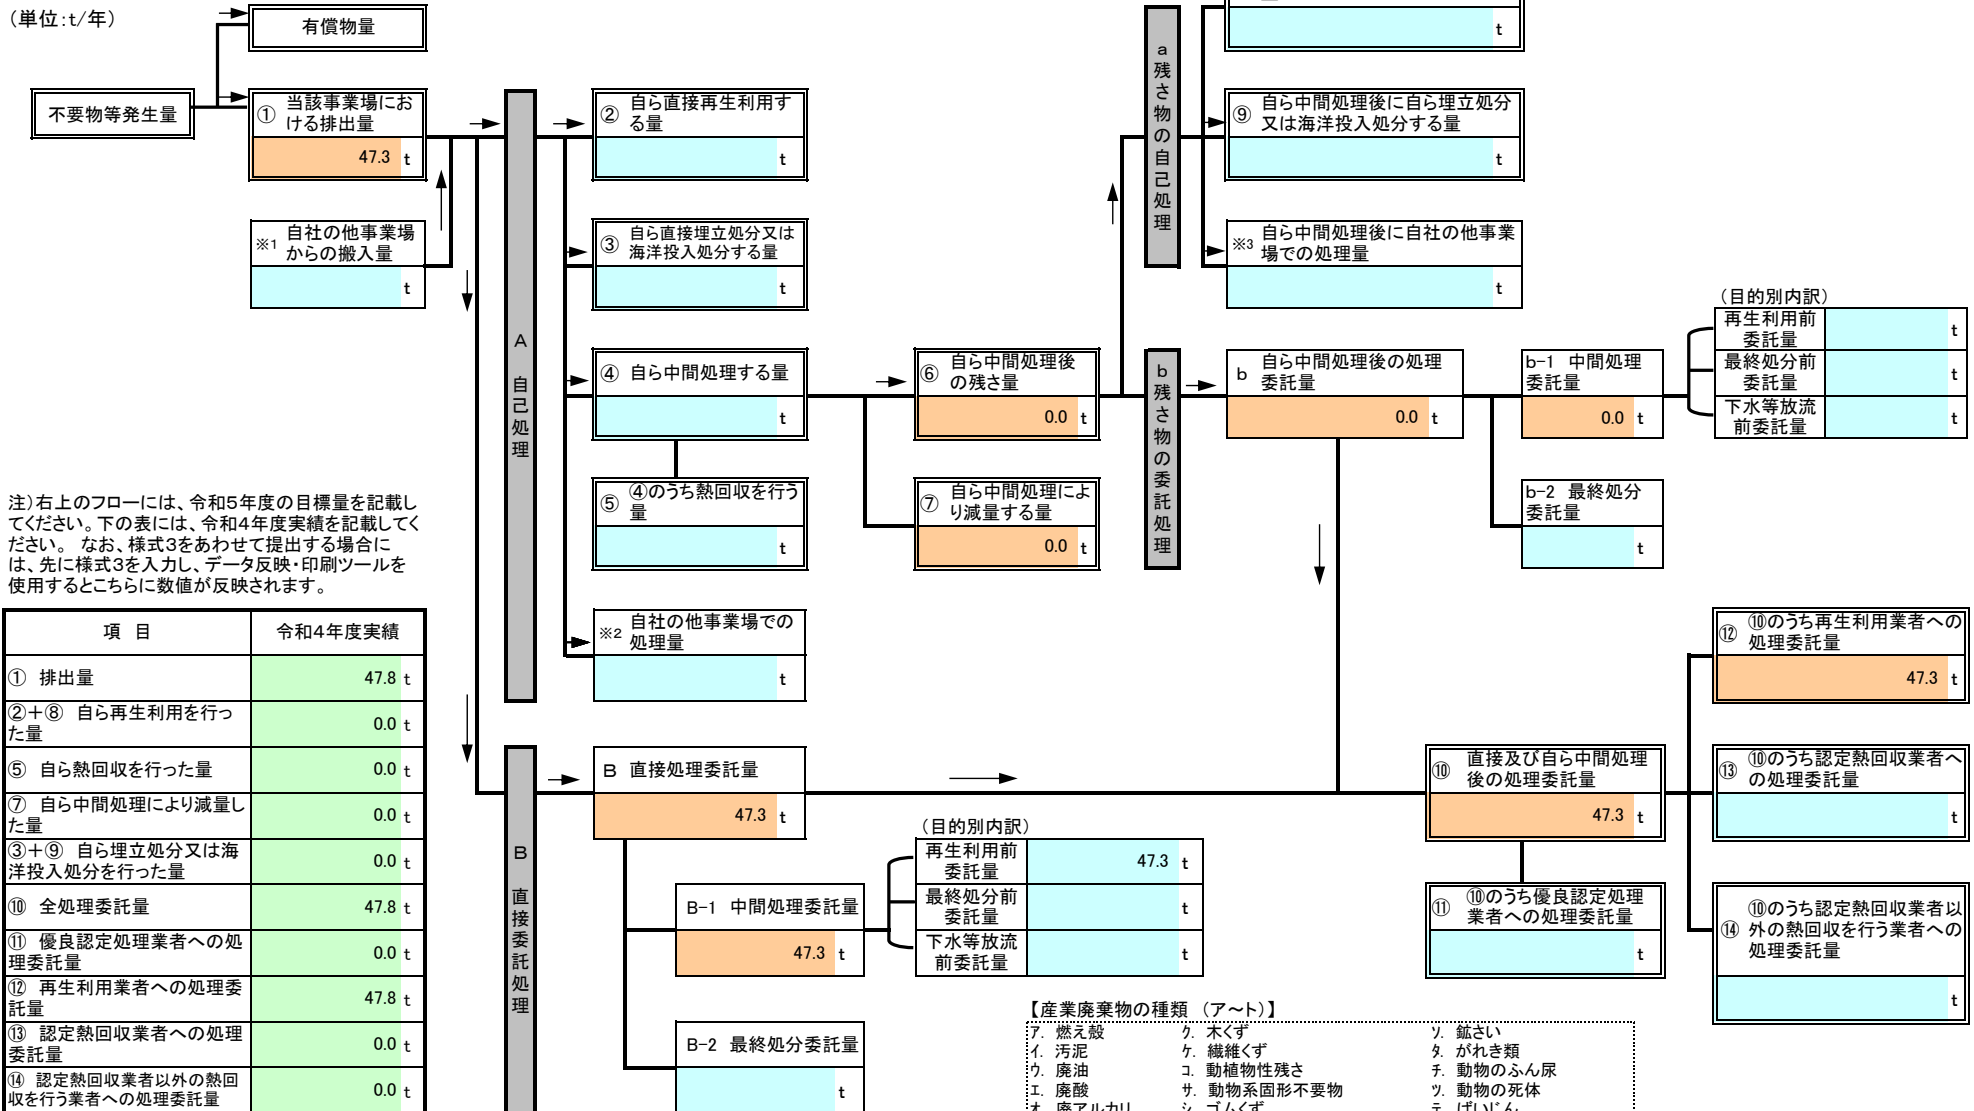 （単位:t/年）
有償物量
不要物等発生量
① 当該事業場にお
ける排出量
47.3 t
※1 自社の他事業場
からの搬入量
t
A 自己処理
② 自ら直接再生利用す
る量
t
③ 自ら直接埋立処分又は
海洋投入処分する量
t
④ 自ら中間処理する量
t
⑤ ④のうち熱回収を行う
量
t
※2 自社の他事業場での
処理量
t
⑥ 自ら中間処理後
の残さ量
0.0 t
⑦ 自ら中間処理によ
り減量する量
0.0 t
a 残さ物の自己処理
t
⑨ 自ら中間処理後に自ら埋立処分
又は海洋投入処分する量
t
※3 自ら中間処理後に自社の他事業
場での処理量
t
b 残さ物の委託処理
b 自ら中間処理後の処理
委託量
0.0 t
b-1 中間処理
委託量
0.0 t
b-2 最終処分
委託量
t
（目的別内訳）
再生利用前
委託量
t
最終処分前
委託量
t
下水等放流
前委託量
t
注）右上のフローには、令和5年度の目標量を記載し
てください。下の表には、令和4年度実績を記載してく
ださい。 なお、様式3をあわせて提出する場合に
は、先に様式3を入力し、データ反映・印刷ツールを
使用するとこちらに数値が反映されます。
項 目 令和4年度実績
① 排出量 47.8 t
②＋⑧ 自ら再生利用を行っ
た量
0.0 t
⑤ 自ら熱回収を行った量 0.0 t
⑦ 自ら中間処理により減量し
た量
0.0 t
③＋⑨ 自ら埋立処分又は海
洋投入処分を行った量
0.0 t
⑩ 全処理委託量 47.8 t
⑪ 優良認定処理業者への処
理委託量
0.0 t
⑫ 再生利用業者への処理委
託量
47.8 t
⑬ 認定熱回収業者への処理
委託量
0.0 t
⑭ 認定熱回収業者以外の熱回
収を行う業者への処理委託量
0.0 t
B 直接委託処理
B 直接処理委託量
47.3 t
B-1 中間処理委託量
47.3 t
B-2 最終処分委託量
t
（目的別内訳）
再生利用前
委託量
47.3 t
最終処分前
委託量
t
下水等放流
前委託量
t
⑩ 直接及び自ら中間処理
後の処理委託量
47.3 t
⑪ ⑩のうち優良認定処理
業者への処理委託量
t
⑫ ⑩のうち再生利用業者への
処理委託量
47.3 t
⑬ ⑩のうち認定熱回収業者へ
の処理委託量
t
⑭ ⑩のうち認定熱回収業者以
外の熱回収を行う業者への
処理委託量
t
【産業廃棄物の種類 （ア～ト）】
ア. 燃え殻 ク. 木くず ソ. 鉱さい
イ. 汚泥 ケ. 繊維くず タ. がれき類
ウ. 廃油 コ. 動植物性残さ チ. 動物のふん尿
エ. 廃酸 サ. 動物系固形不要物 ツ. 動物の死体
オ. 廃アルカリ シ. ゴムくず テ. ばいじん